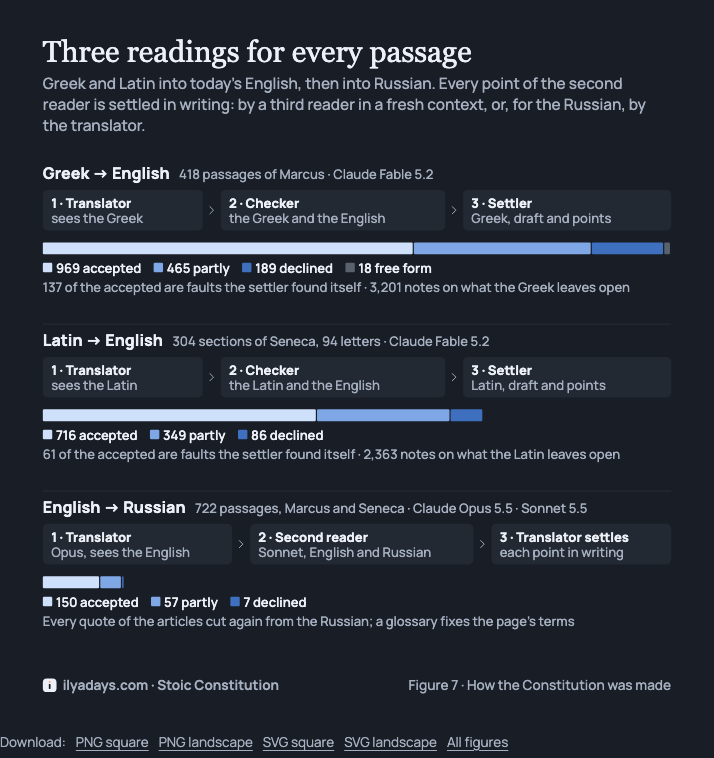 Three readings for every passage
Greek and Latin into today's English, then into Russian. Every point of the second
reader is settled in writing: by a third reader in a fresh context, or, for the Russian, by
the translator.
Greek → English 418 passages of Marcus · Claude Fable 5.2
1 · Translator
sees the Greek
2 · Checker
the Greek and the English
3 · Settler
Greek, draft and points
969 accepted 465 partly 189 declined 18 free form
137 of the accepted are faults the settler found itself · 3,201 notes on what the Greek leaves open
Latin → English 304 sections of Seneca, 94 letters · Claude Fable 5.2
1 · Translator
sees the Latin
2 · Checker
the Latin and the English
3 · Settler
Latin, draft and points
716 accepted 349 partly 86 declined
61 of the accepted are faults the settler found itself · 2,363 notes on what the Latin leaves open
English → Russian 722 passages, Marcus and Seneca · Claude Opus 5.5 · Sonnet 5.5
1 · Translator
Opus, sees the English
2 · Second reader
Sonnet, English and Russian
3 · Translator settles
each point in writing
150 accepted 57 partly 7 declined
Every quote of the articles cut again from the Russian; a glossary fixes the page's terms
i ilyadays.com · Stoic Constitution
Figure 7 · How the Constitution was made
Download: PNG square PNG landscape SVG square SVG landscape All figures